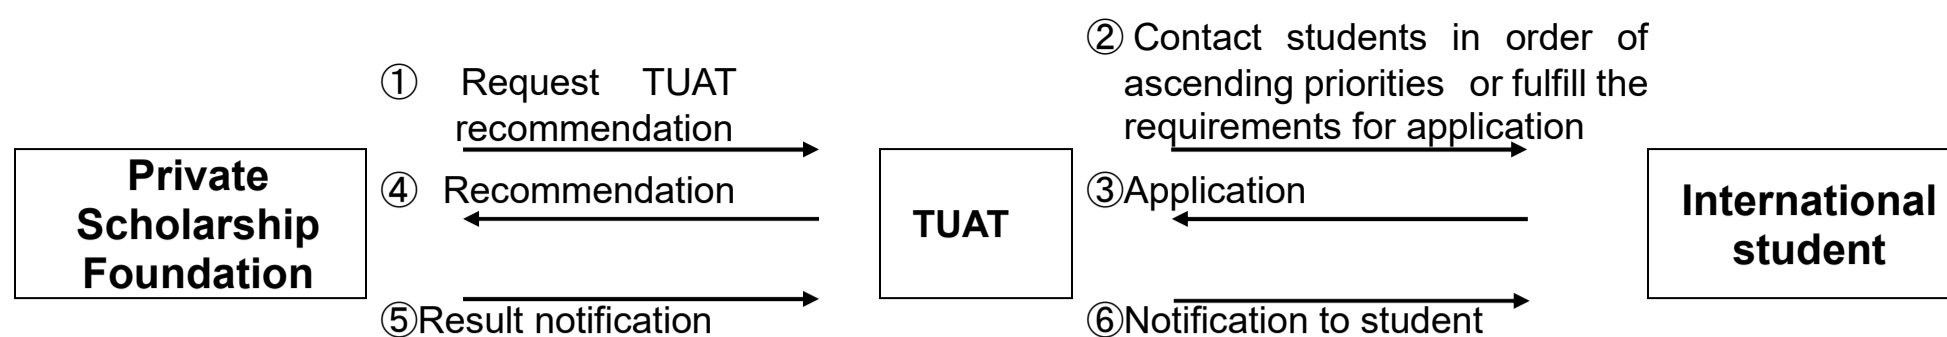 ① Request TUAT
recommendation
② Contact students in order of
ascending priorities or fulfill the
requirements for application
Private
Scholarship
Foundation
④ Recommendation
TUAT
③Application
International
student
⑤Result notification
⑥Notification to student